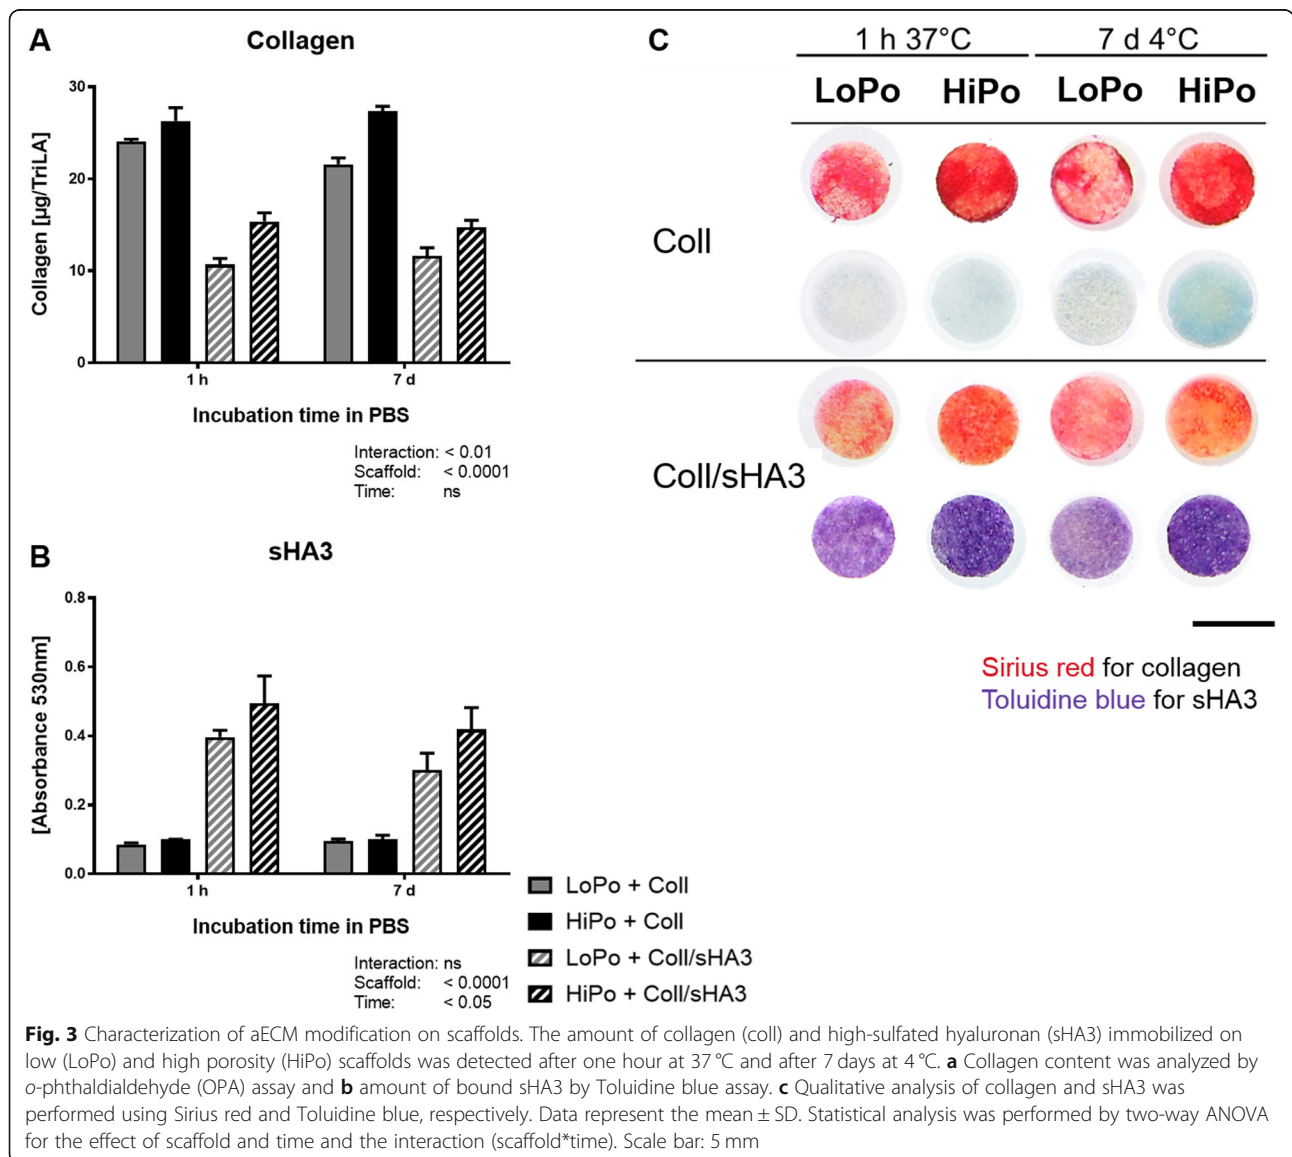 A
Collagen
30
20
10
0
Collagen [µg/TriLA]
1 h
7 d
Incubation time in PBS
Interaction: < 0.01
Scaffold: < 0.0001
Time: ns
B
sHA3
0.8
0.6
0.4
0.2
0.0
[Absorbance 530nm]
1 h
7 d
Incubation time in PBS
Interaction: ns
Scaffold: < 0.0001
Time: < 0.05
LoPo + Coll
HiPo + Coll
LoPo + Coll/sHA3
HiPo + Coll/sHA3
C
1 h 37°C
7 d 4°C
LoPo HiPo LoPo HiPo
Coll
Coll/sHA3
Sirius red for collagen
Toluidine blue for sHA3
Fig. 3 Characterization of aECM modification on scaffolds. The amount of collagen (coll) and high-sulfated hyaluronan (sHA3) immobilized on
low (LoPo) and high porosity (HiPo) scaffolds was detected after one hour at 37 °C and after 7 days at 4 °C. a Collagen content was analyzed by
o-phthaldialdehyde (OPA) assay and b amount of bound sHA3 by Toluidine blue assay. c Qualitative analysis of collagen and sHA3 was
performed using Sirius red and Toluidine blue, respectively. Data represent the mean ± SD. Statistical analysis was performed by two-way ANOVA
for the effect of scaffold and time and the interaction (scaffold*time). Scale bar: 5 mm